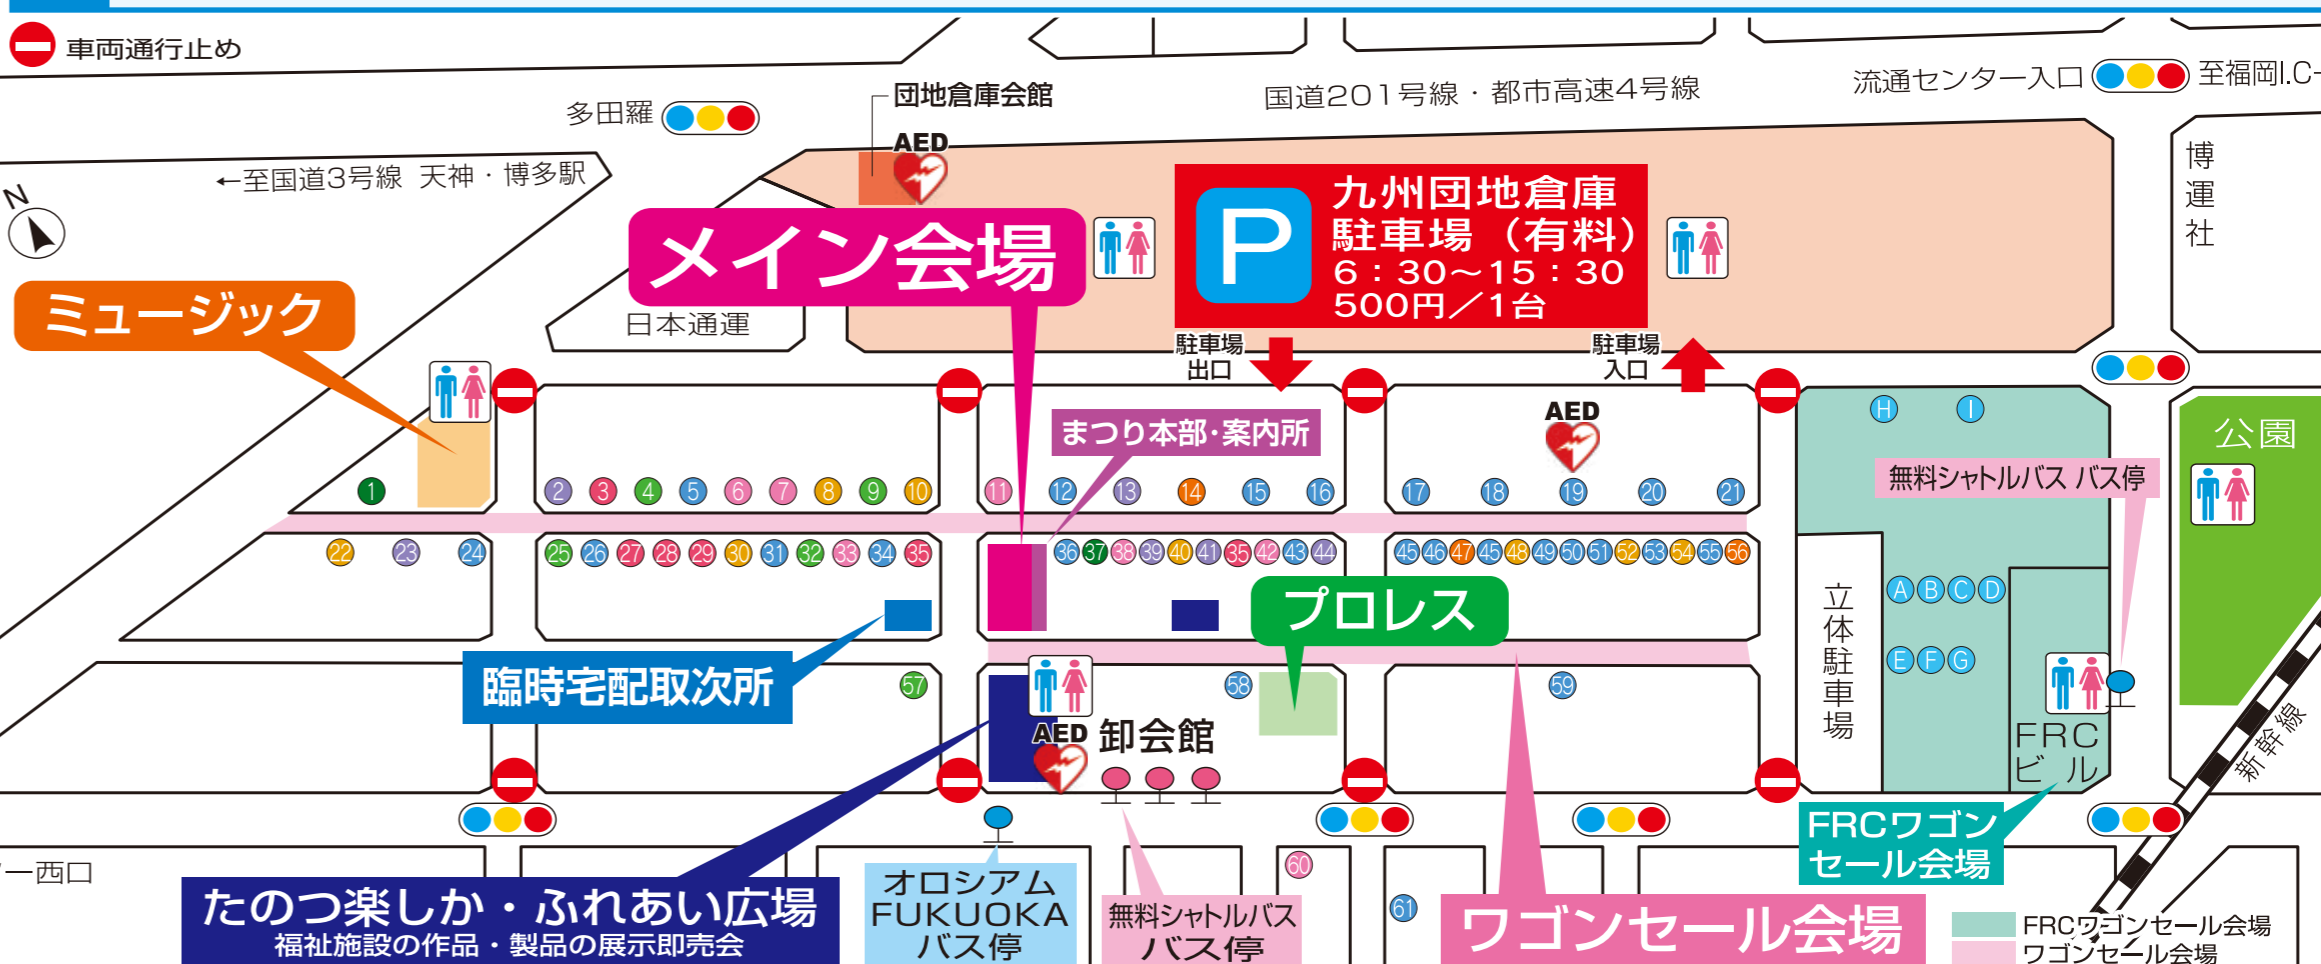 車両通行止め
多田羅
団地倉庫会館
AED
国道201号線・都市高速4号線
流通センター入口
至福岡I.C
←至国道3号線 天神・博多駅
N
博運社
メイン会場
P
九州団地倉庫
駐車場（有料）
6：30～15：30
500円／1台
ミュージック
日本通運
駐車場
出口
駐車場
入口
まつり本部・案内所
AED
H I
公園
無料シャトルバス バス停
1 2 3 4 5 6 7 8 9 10 11 12 13 14 15 16 17 18 19 20 21
22 23 24 25 26 27 28 29 30 31 32 33 34 35 36 37 38 39 40 41 35 42 43 44 45 46 47 45 48 49 50 51 52 53 54 55 56
プロレス
立体駐車場
A B C D
E F G
臨時宅配取次所
57 58 59
AED
卸会館
FRC
ビル
新幹線
FRCワゴン
セール会場
ー西口
60
61
たのつ楽しか・ふれあい広場
福祉施設の作品・製品の展示即売会
オロシアム
FUKUOKA
バス停
無料シャトルバス
バス停
ワゴンセール会場
FRCワゴンセール会場
ワゴンセール会場